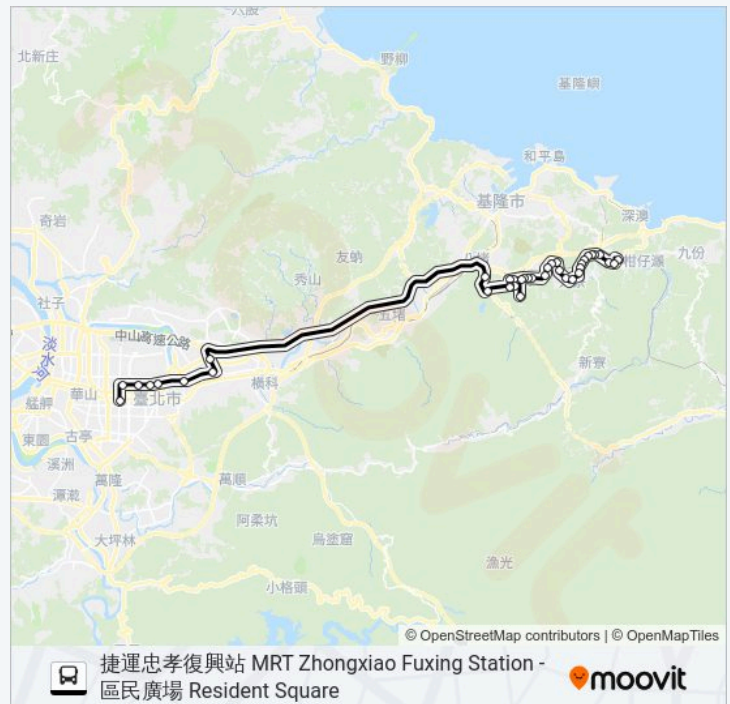 六股
北新庄
野柳
基隆嶼
和平島
基隆市
深澳
奇岩
友蚋
八堵
柑仔瀨
九份
秀山
社子
五堵
中山高速公路
淡水河
新寮
橋科
華山
臺北市
艋舺
東園
古亭
溪洲
萬隆
萬順
潭墘
阿柔坑
烏塗窟
大坪林
漁光
小格頭
© OpenStreetMap contributors | © OpenMapTiles
捷運忠孝復興站 MRT Zhongxiao Fuxing Station -
區民廣場 Resident Square
moovit